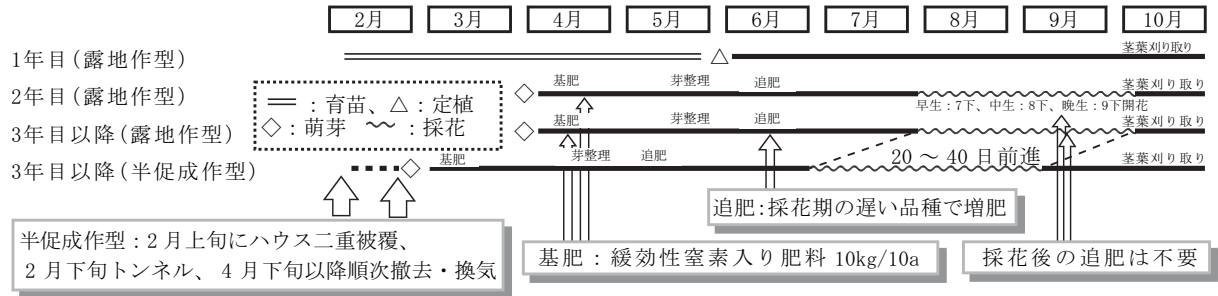 2月 3月 4月 5月 6月 7月 8月 9月 10月
1年目(露地作型) 茎葉刈り取り
2年目(露地作型) 基肥 芽整理 追肥 茎葉刈り取り
═ :育苗、△:定植
◇:萌芽 〜 :採花
早生:7下、中生:8下、晩生:9下開花
3年目以降(露地作型) 基肥 芽整理 追肥 茎葉刈り取り
3年目以降(半促成作型) 基肥 芽整理 追肥 20〜40日前進 茎葉刈り取り
追肥:採花期の遅い品種で増肥
半促成作型:2月上旬にハウス二重被覆、
2月下旬トンネル、4月下旬以降順次撤去・換気
基肥:緩効性窒素入り肥料 10kg/10a
採花後の追肥は不要